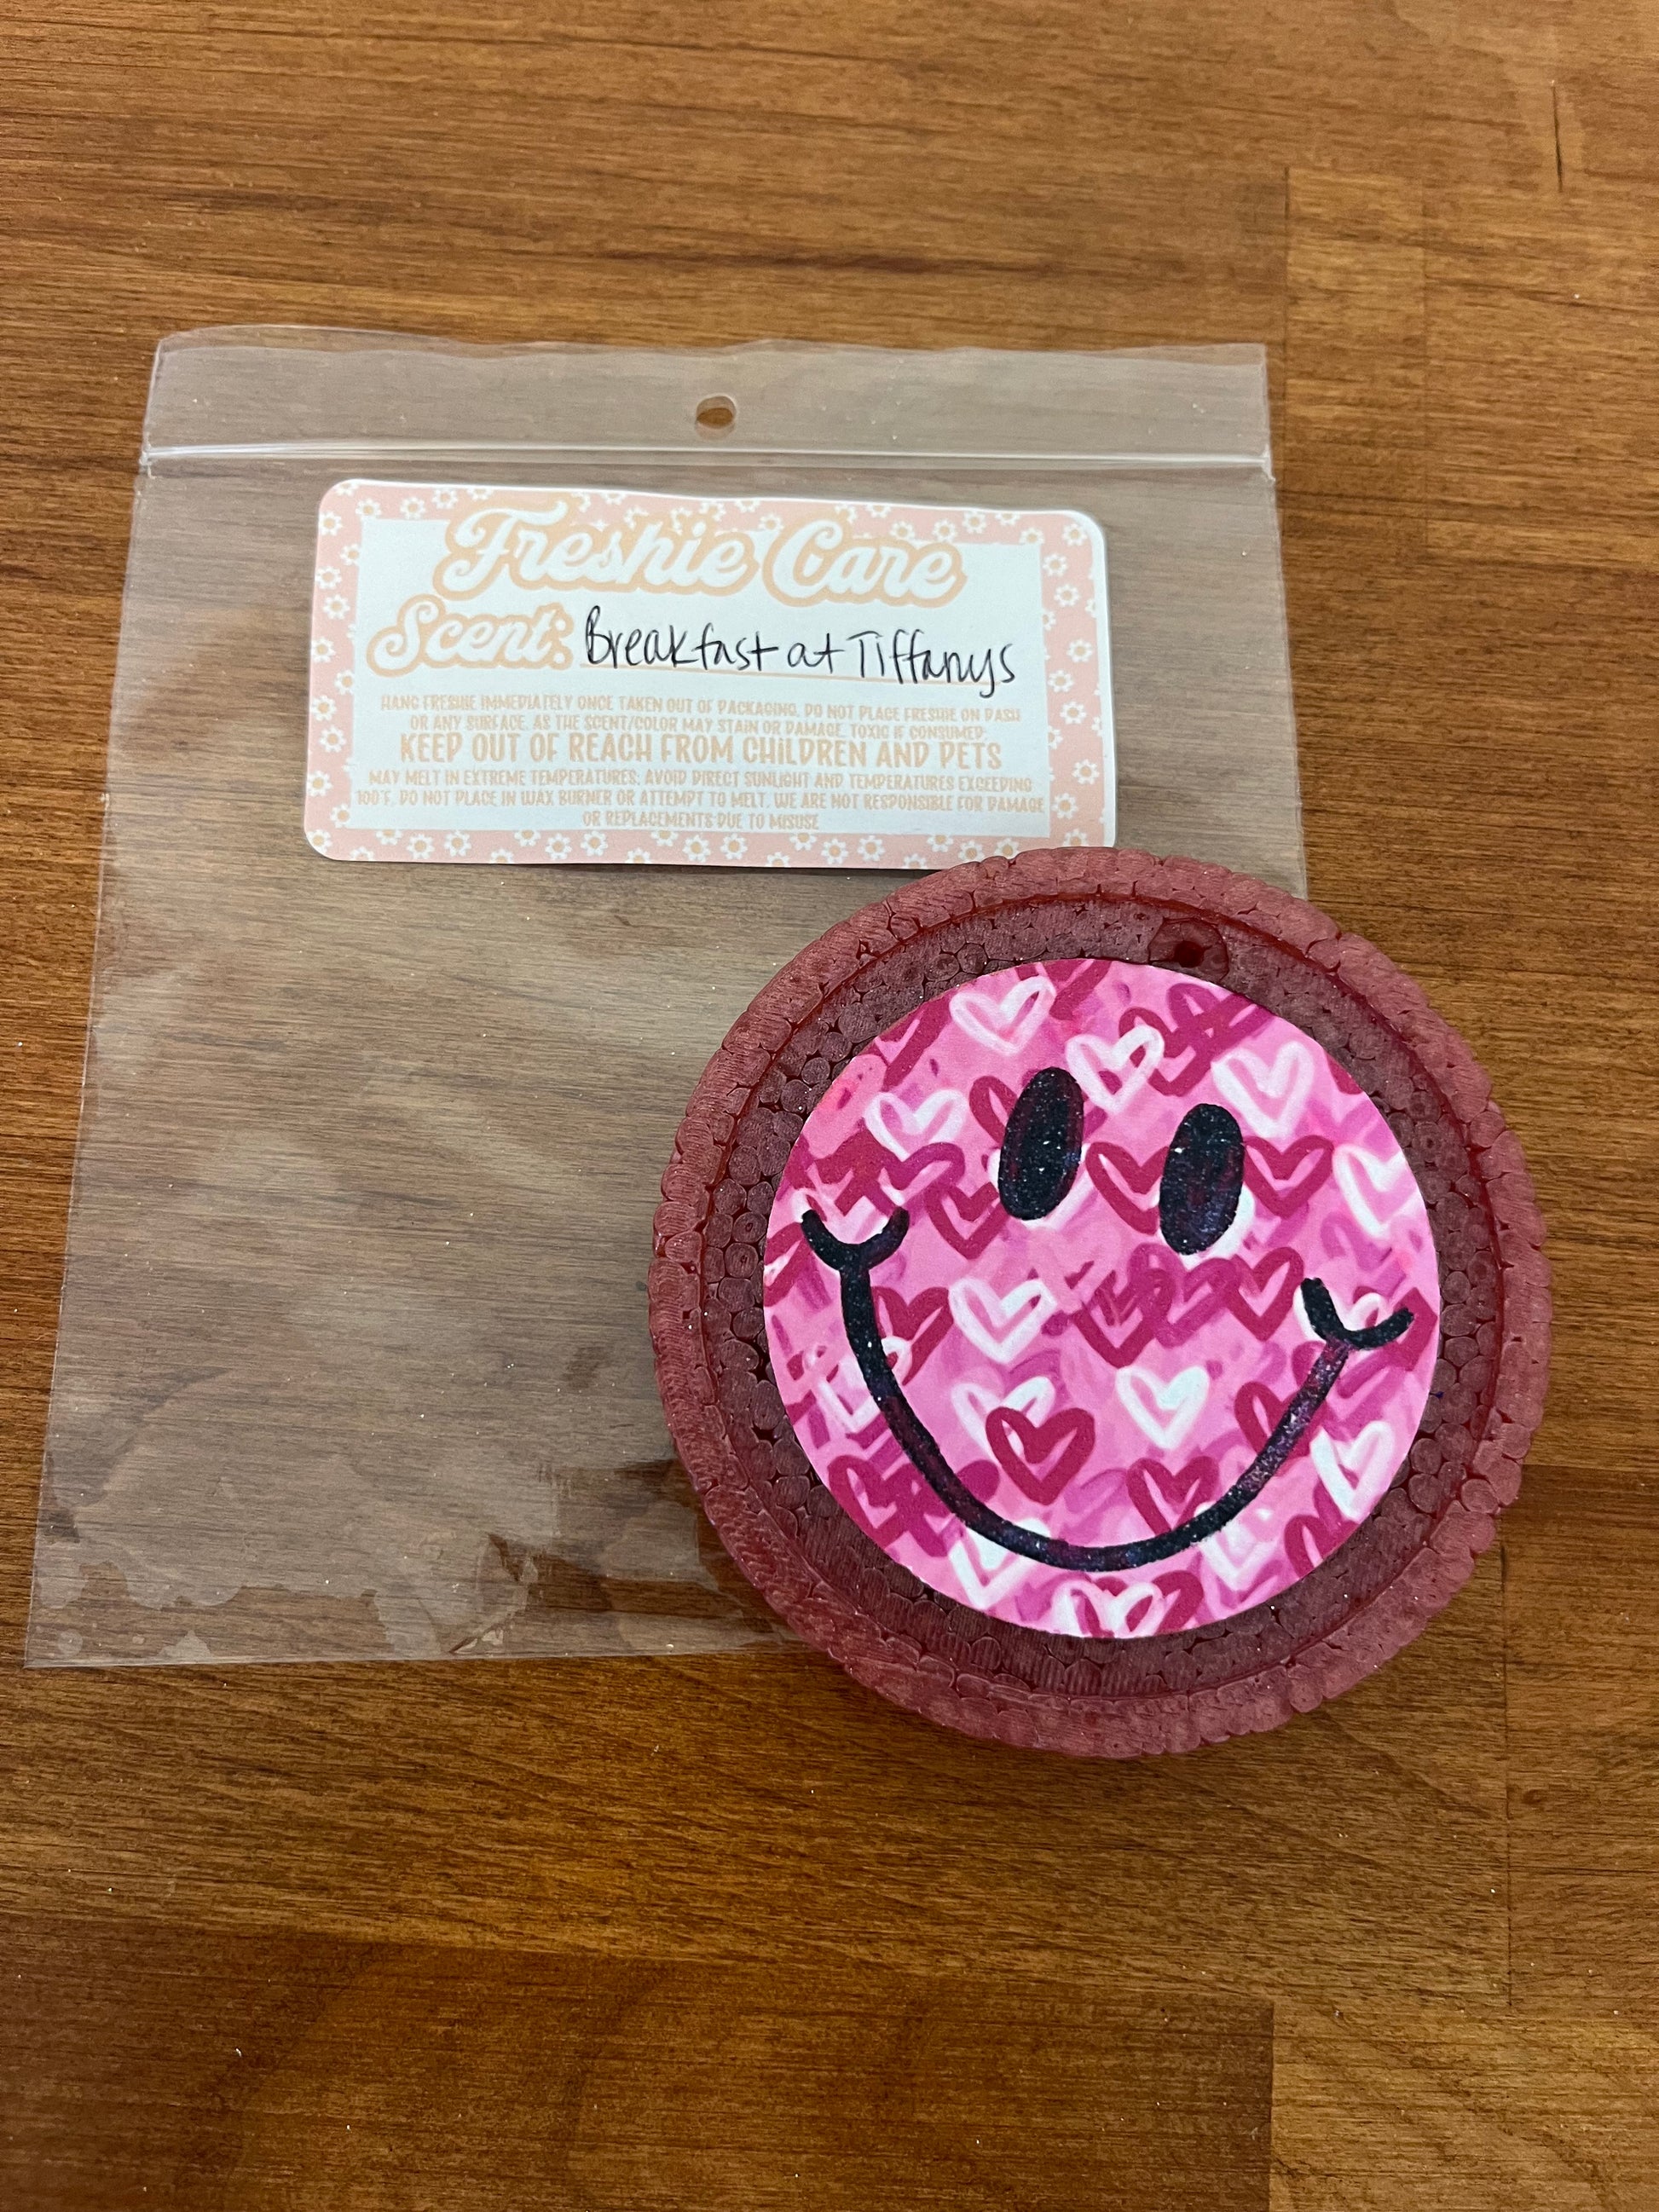 Freshie Care
Scent: Breakfast at Tiffanys
HANG FRESHIE IMMEDIATELY ONCE TAKEN OUT OF PACKAGING. DO NOT PLACE FRESHIE ON DASH
OR ANY SURFACE, AS THE SCENT/COLOR MAY STAIN OR DAMAGE. TOXIC IF CONSUMED;
KEEP OUT OF REACH FROM CHILDREN AND PETS
MAY MELT IN EXTREME TEMPERATURES; AVOID DIRECT SUNLIGHT AND TEMPERATURES EXCEEDING
100°F. DO NOT PLACE IN WAX BURNER OR ATTEMPT TO MELT. WE ARE NOT RESPONSIBLE FOR DAMAGE
OR REPLACEMENTS DUE TO MISUSE